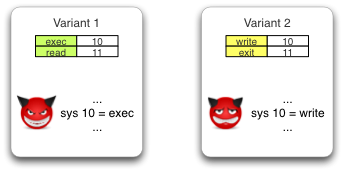 Variant 1
exec 10
read 11
...
sys 10 = exec
...
Variant 2
write 10
exit 11
...
sys 10 = write
...